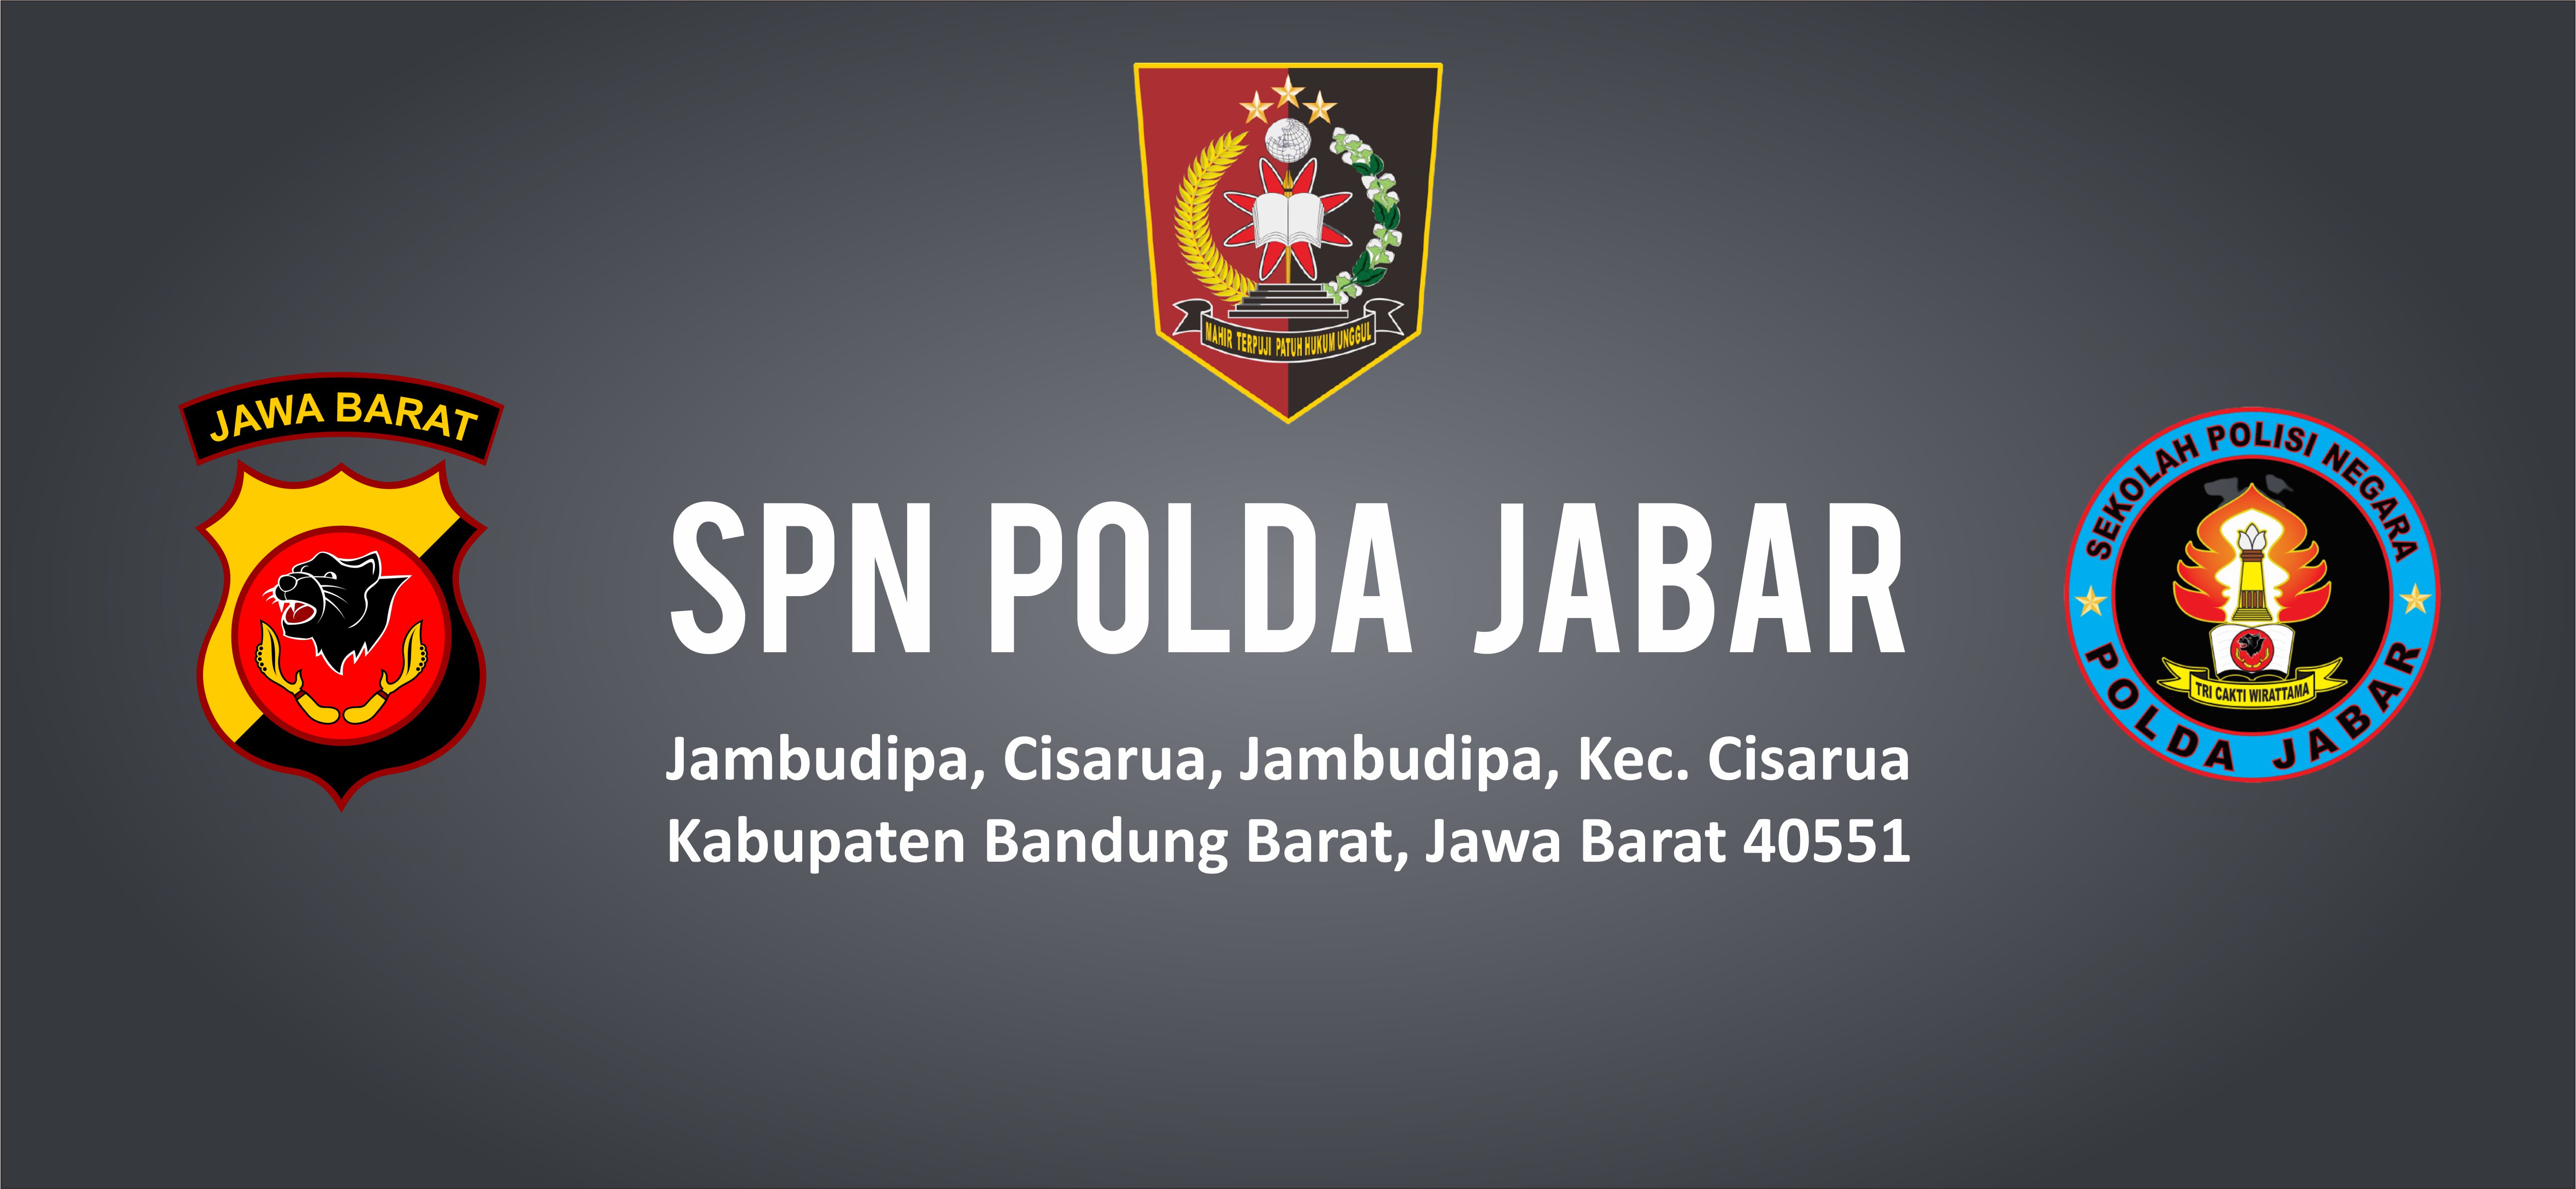 MAHIR TERPUJI PATUH HUKUM UNGGUL
JAWA BARAT
SPN POLDA JABAR
Jambudipa, Cisarua, Jambudipa, Kec. Cisarua
Kabupaten Bandung Barat, Jawa Barat 40551
SEKOLAH POLISI NEGARA
TRI CAKTI WIRATTAMA
POLDA JABAR